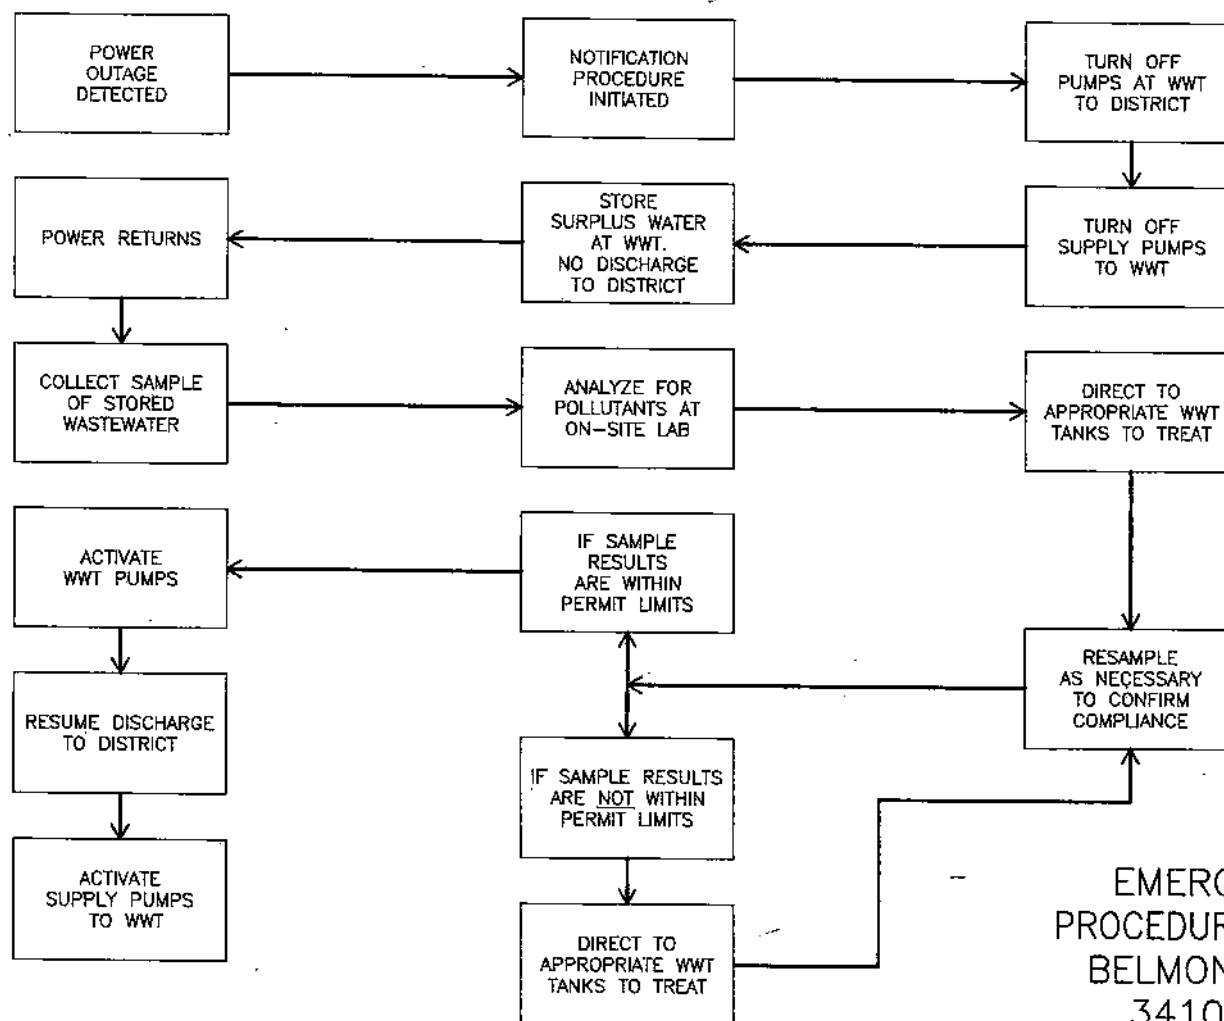 POWER
OUTAGE
DETECTED
NOTIFICATION
PROCEDURE
INITIATED
TURN OFF
PUMPS AT WWT
TO DISTRICT
TURN OFF
SUPPLY PUMPS
TO WWT
STORE
SURPLUS WATER
AT WWT.
NO DISCHARGE
TO DISTRICT
POWER RETURNS
COLLECT SAMPLE
OF STORED
WASTEWATER
ANALYZE FOR
POLLUTANTS AT
ON-SITE LAB
DIRECT TO
APPROPRIATE WWT
TANKS TO TREAT
RESAMPLE
AS NECESSARY
TO CONFIRM
COMPLIANCE
IF SAMPLE
RESULTS
ARE WITHIN
PERMIT LIMITS
ACTIVATE
WWT PUMPS
RESUME DISCHARGE
TO DISTRICT
ACTIVATE
SUPPLY PUMPS
TO WWT
IF SAMPLE RESULTS
ARE NOT WITHIN
PERMIT LIMITS
DIRECT TO
APPROPRIATE WWT
TANKS TO TREAT
EMERG
PROCEDUR
BELMON
3410